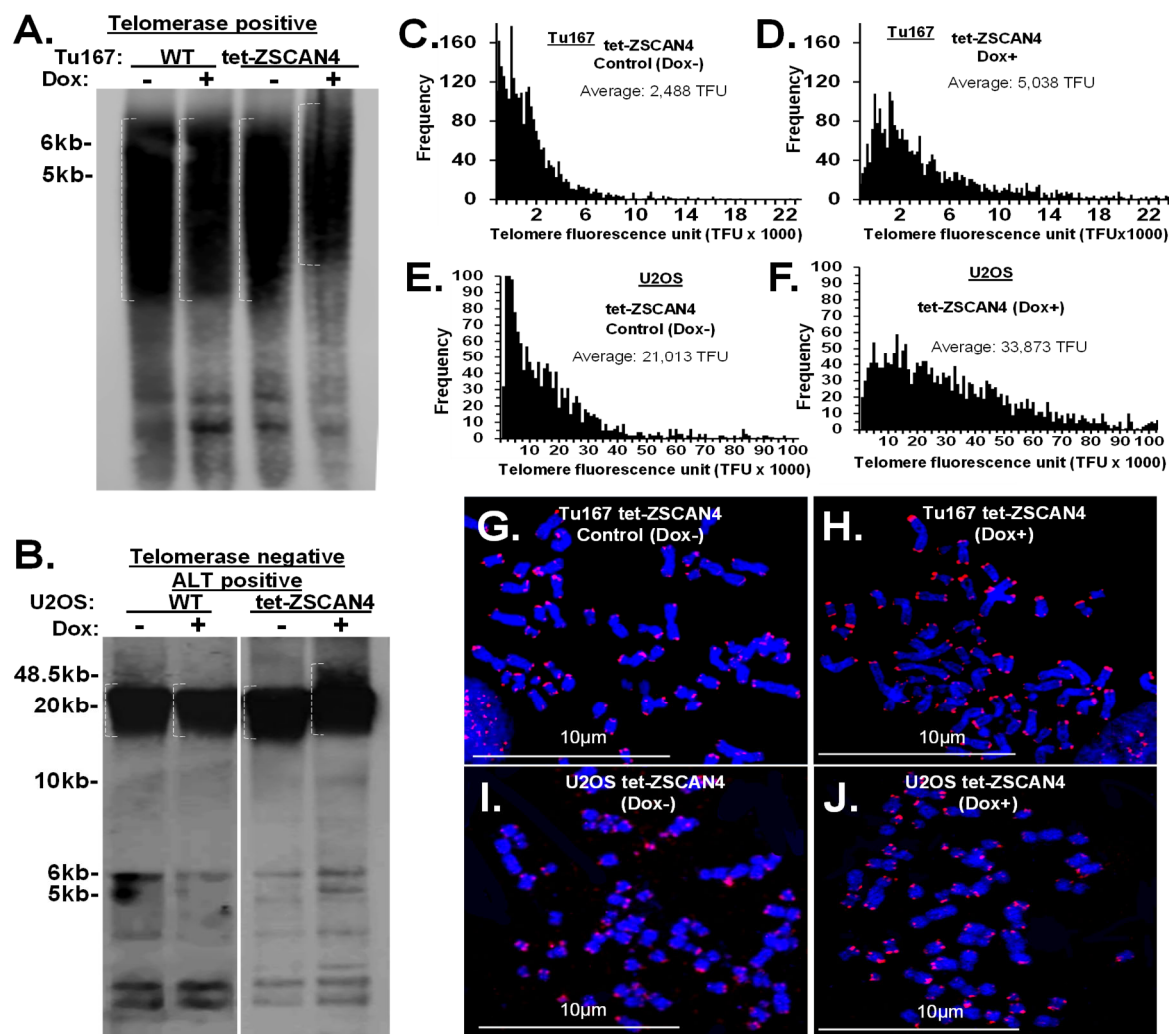 A.
Telomerase positive
Tu167: WT tet-ZSCAN4
Dox: - + - +
6kb-
5kb-
B.
Telomerase negative
ALT positive
U2OS: WT tet-ZSCAN4
Dox: - + - +
48.5kb-
20kb-
10kb-
6kb-
5kb-
C.
Tu167 tet-ZSCAN4
Control (Dox-)
Average: 2,488 TFU
Frequency
160
120
80
40
0
2 6 10 14 18 22
Telomere fluorescence unit (TFU x 1000)
D.
Tu167 tet-ZSCAN4
Dox+
Average: 5,038 TFU
Frequency
160
120
80
40
0
2 6 10 14 18 22
Telomere fluorescence unit (TFUx1000)
E.
U2OS
tet-ZSCAN4
Control (Dox-)
Average: 21,013 TFU
Frequency
100
90
80
70
60
50
40
30
20
10
0
10 20 30 40 50 60 70 80 90 100
Telomere fluorescence unit (TFU x 1000)
F.
U2OS
tet-ZSCAN4 (Dox+)
Average: 33,873 TFU
Frequency
100
90
80
70
60
50
40
30
20
10
0
10 20 30 40 50 60 70 80 90 100
Telomere fluorescence unit (TFU x 1000)
G.
Tu167 tet-ZSCAN4
Control (Dox-)
10µm
H.
Tu167 tet-ZSCAN4
(Dox+)
10µm
I.
U2OS tet-ZSCAN4
(Dox-)
10µm
J.
U2OS tet-ZSCAN4
(Dox+)
10µm